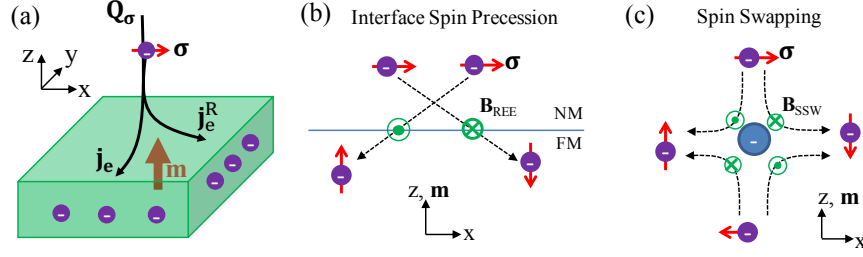 (a)
Q_σ
σ
z
y
x
j_e^R
j_e
m
(b)
Interface Spin Precession
σ
B_REE
NM
FM
z, m
x
(c)
Spin Swapping
σ
B_SSW
z, m
x